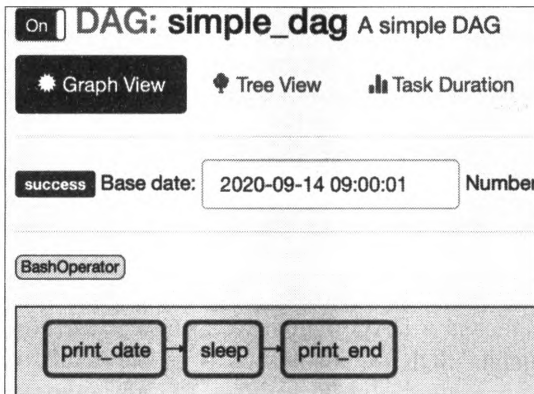 On DAG: simple_dag A simple DAG
Graph View Tree View Task Duration
success Base date: 2020-09-14 09:00:01 Number
BashOperator
print_date sleep print_end